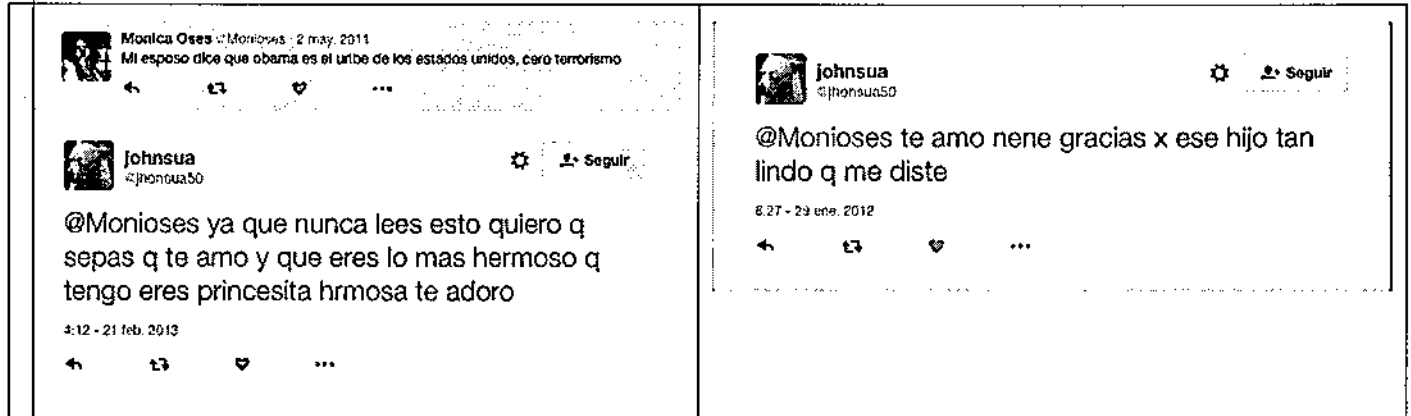 Monica Oses @Monioses · 2 may. 2011
Mi esposo dice que obama es el uribe de los estados unidos, cero terrorismo
johnsua
@jhonsua50
Seguir
@Monioses ya que nunca lees esto quiero q
sepas q te amo y que eres lo mas hermoso q
tengo eres princesita hrmosa te adoro
4:12 - 21 feb. 2013
johnsua
@jhonsua50
Seguir
@Monioses te amo nene gracias x ese hijo tan
lindo q me diste
8:27 - 29 ene. 2012